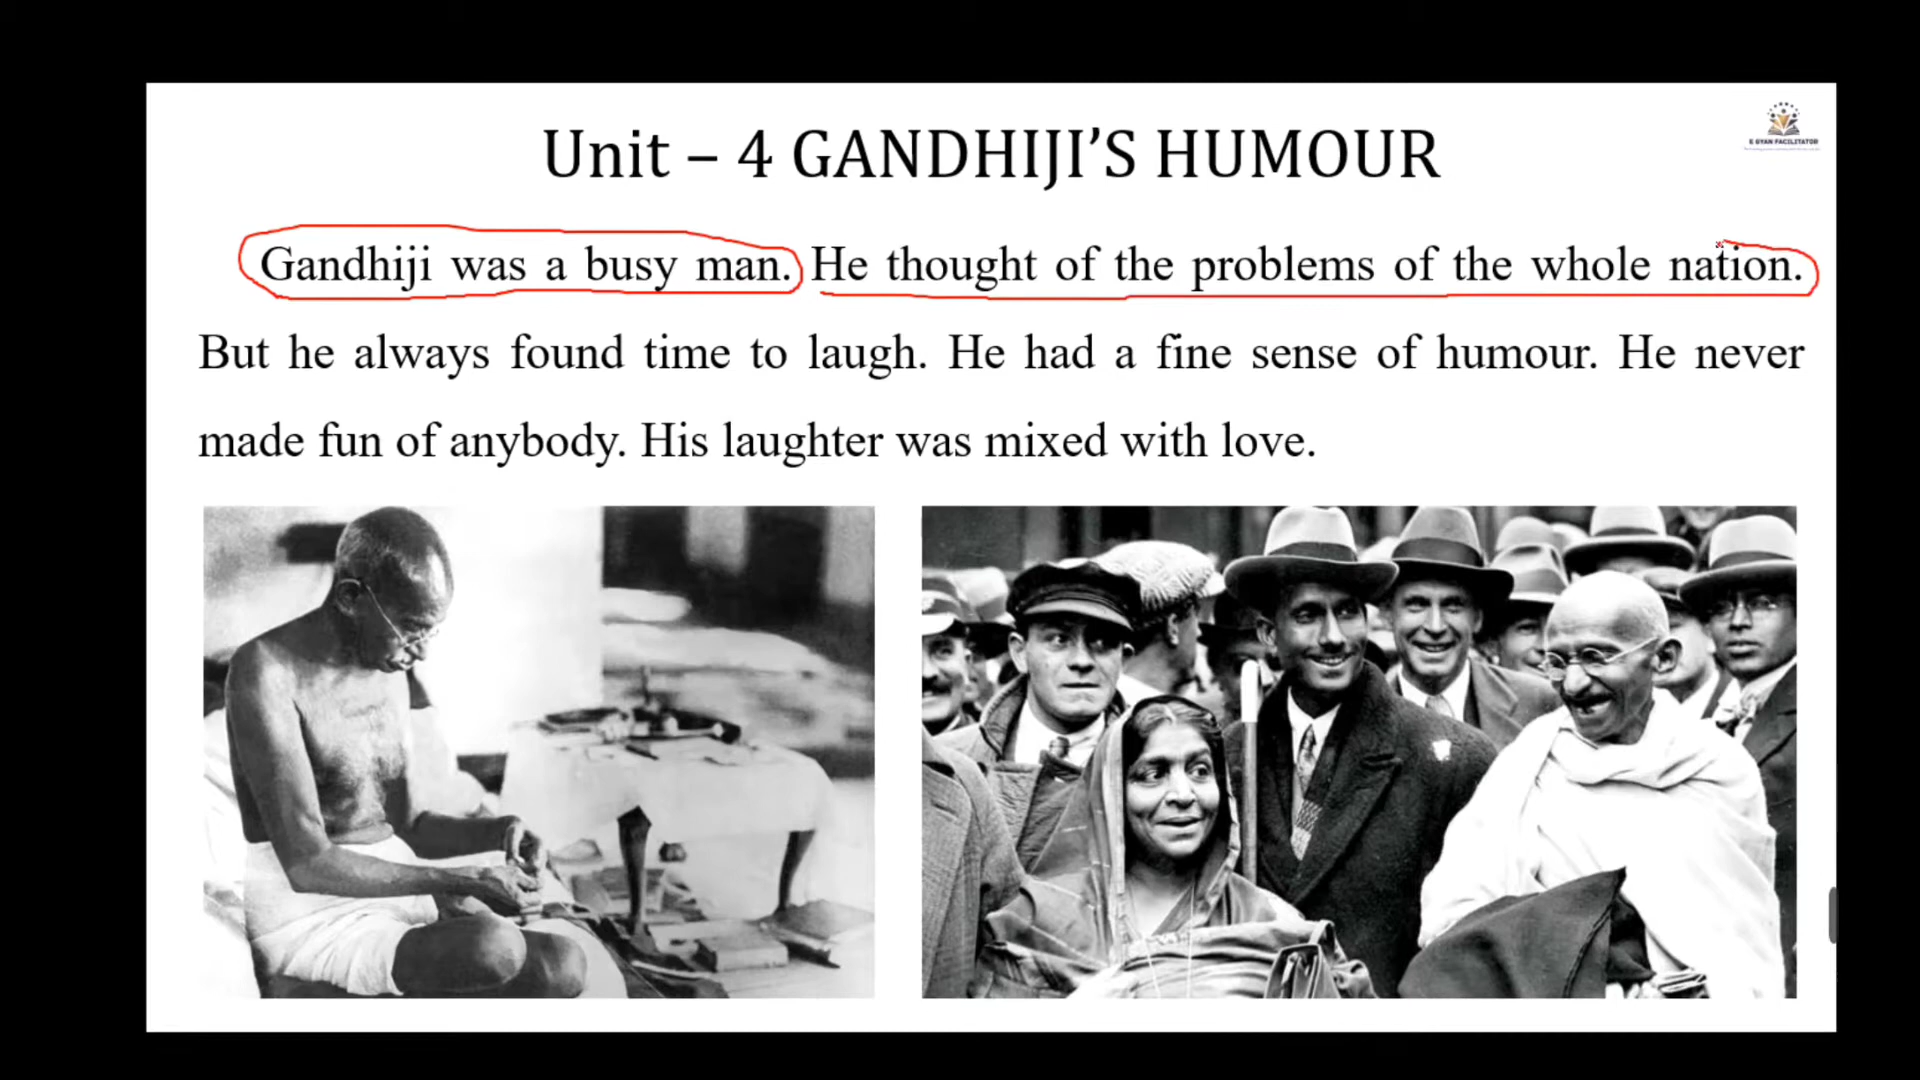 Unit – 4 GANDHIJI’S HUMOUR
E GYAN FACILITATOR
Gandhiji was a busy man. He thought of the problems of the whole nation.
But he always found time to laugh. He had a fine sense of humour. He never
made fun of anybody. His laughter was mixed with love.